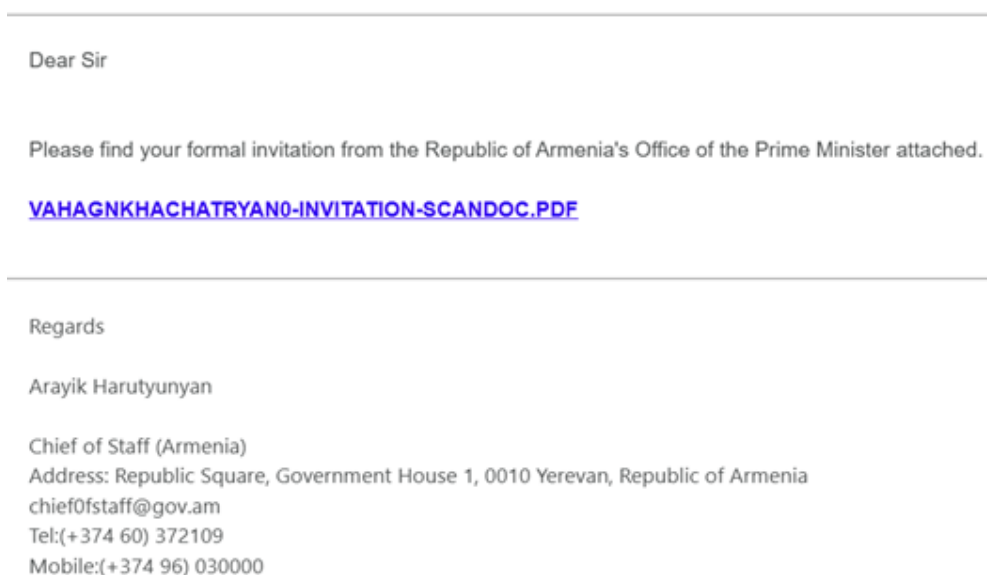 Dear Sir
Please find your formal invitation from the Republic of Armenia's Office of the Prime Minister attached.
VAHAGNKHACHATRYAN0-INVITATION-SCANDOC.PDF
Regards
Arayik Harutyunyan
Chief of Staff (Armenia)
Address: Republic Square, Government House 1, 0010 Yerevan, Republic of Armenia
chief0fstaff@gov.am
Tel:(+374 60) 372109
Mobile:(+374 96) 030000